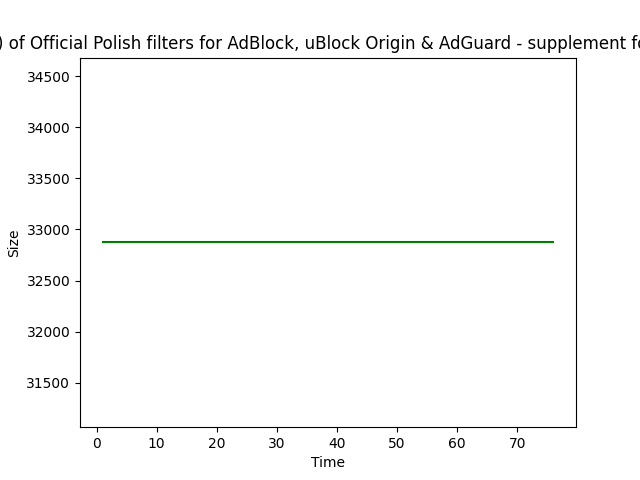 ) of Official Polish filters for AdBlock, uBlock Origin & AdGuard - supplement fo
34500
34000
33500
33000
32500
32000
31500
Size
0 10 20 30 40 50 60 70
Time